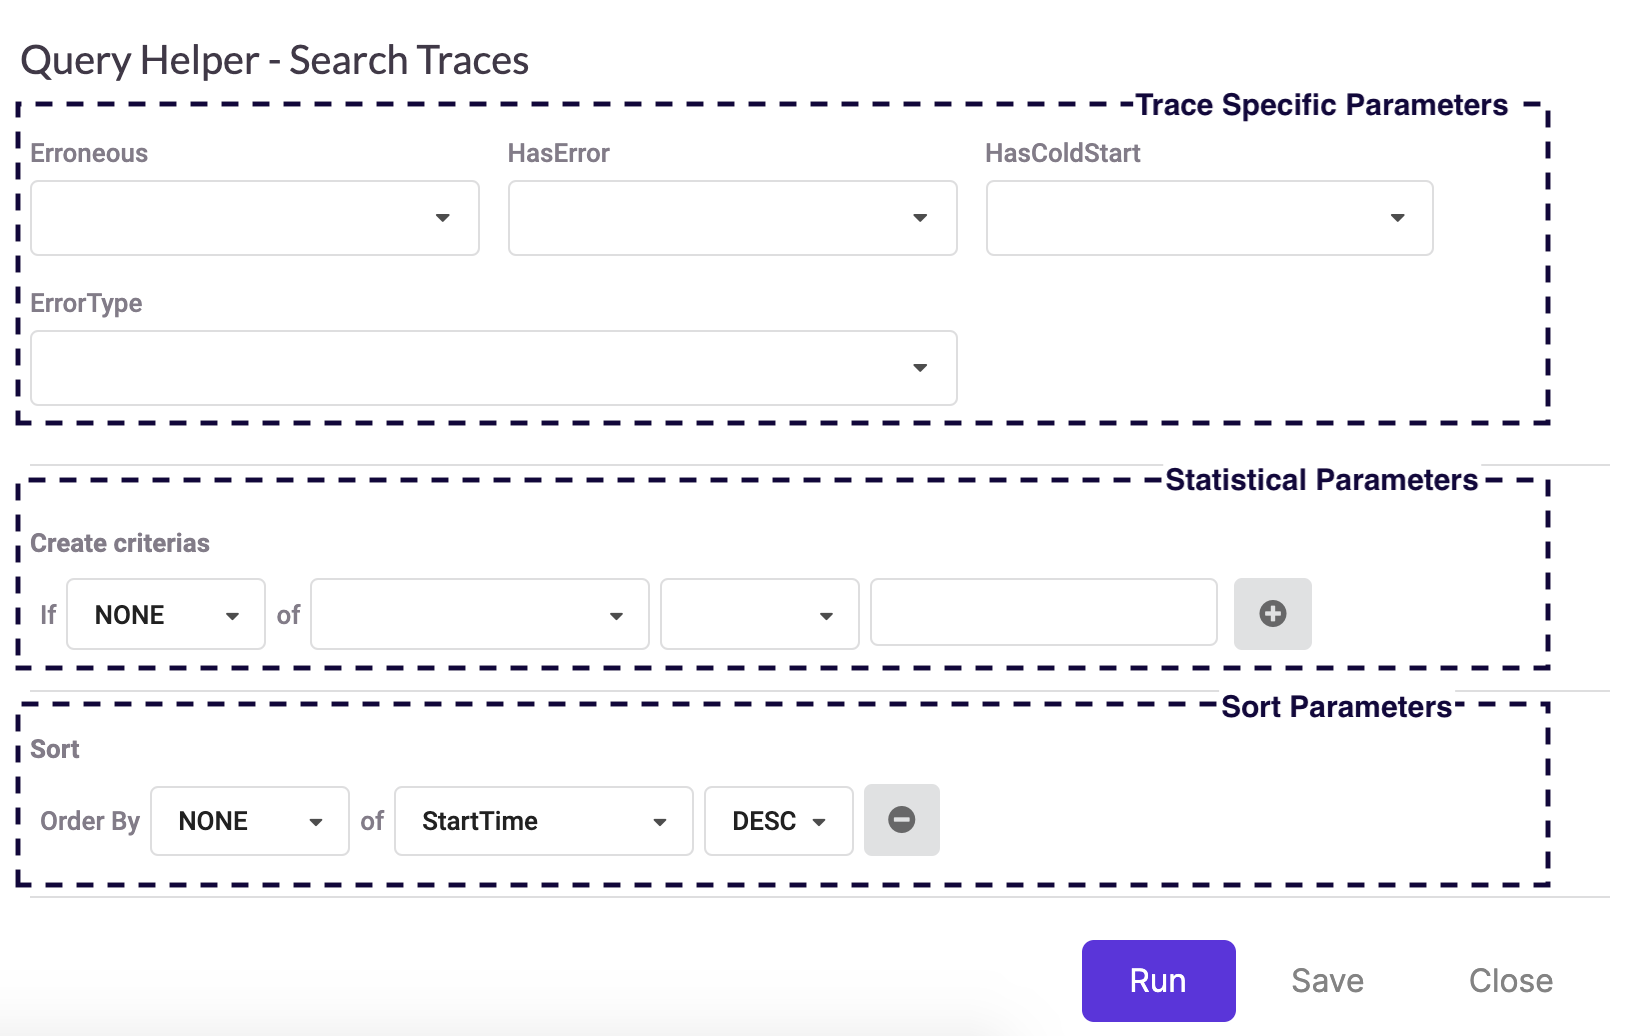 Query Helper - Search Traces
Trace Specific Parameters
Erroneous HasError HasColdStart
ErrorType
Statistical Parameters
Create criterias
If NONE of
Sort Parameters
Sort
Order By NONE of StartTime DESC
Run Save Close